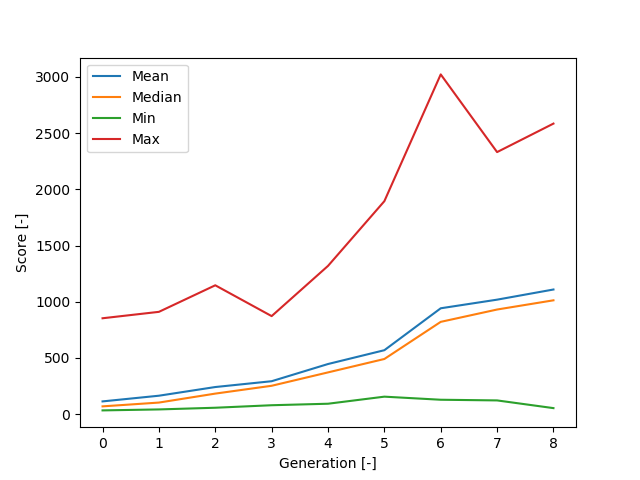 Mean
Median
Min
Max
3000
2500
2000
1500
1000
500
0
Score [-]
0 1 2 3 4 5 6 7 8
Generation [-]